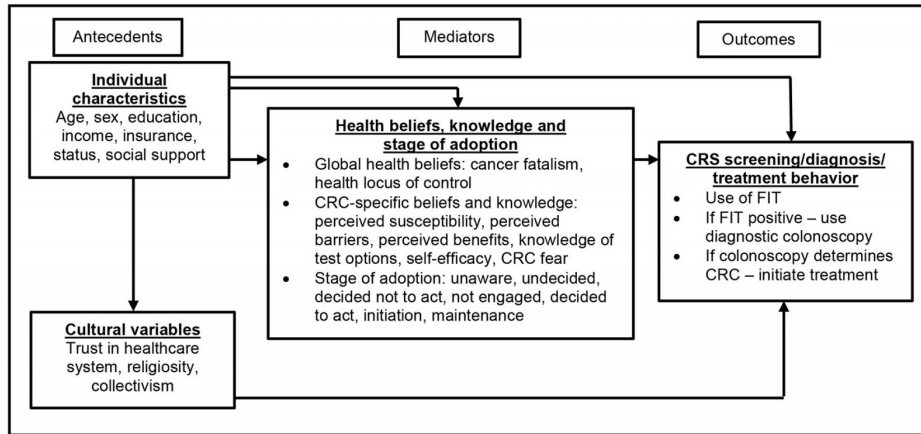 Antecedents
Mediators
Outcomes
Individual
characteristics
Age, sex, education,
income, insurance,
status, social support
Health beliefs, knowledge and
stage of adoption
• Global health beliefs: cancer fatalism,
health locus of control
• CRC-specific beliefs and knowledge:
perceived susceptibility, perceived
barriers, perceived benefits, knowledge of
test options, self-efficacy, CRC fear
• Stage of adoption: unaware, undecided,
decided not to act, not engaged, decided
to act, initiation, maintenance
CRS screening/diagnosis/
treatment behavior
• Use of FIT
• If FIT positive – use
diagnostic colonoscopy
• If colonoscopy determines
CRC – initiate treatment
Cultural variables
Trust in healthcare
system, religiosity,
collectivism